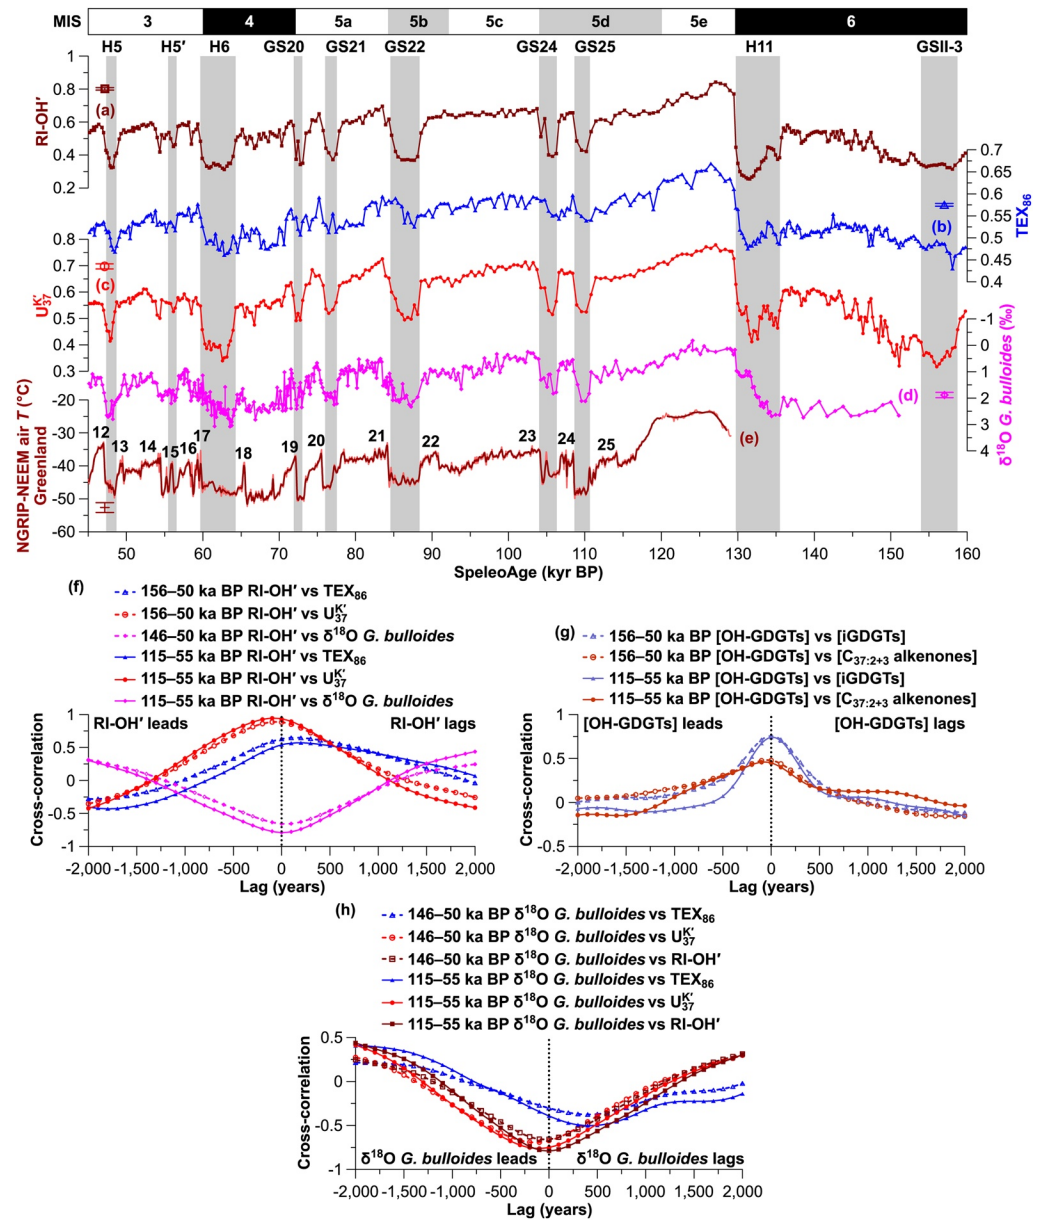 MIS 3 4 5a 5b 5c 5d 5e 6
H5 H5′ H6 GS20 GS21 GS22 GS24 GS25 H11 GSII-3
RI-OH′
1
0.8
0.6
0.4
0.2
(a)
TEX86
0.7
0.65
0.6
0.55
0.5
0.45
0.4
(b)
U37K′
0.8
0.7
0.6
0.5
0.4
0.3
(c)
δ18O G. bulloides (‰)
-1
0
1
2
3
4
(d)
NGRIP-NEEM air T (°C)
Greenland
-20
-30
-40
-50
-60
(e)
12 13 14 15 16 17 18 19 20 21 22 23 24 25
50 60 70 80 90 100 110 120 130 140 150 160
SpeleoAge (kyr BP)
(f)
156–50 ka BP RI-OH′ vs TEX86
156–50 ka BP RI-OH′ vs U37K′
146–50 ka BP RI-OH′ vs δ18O G. bulloides
115–55 ka BP RI-OH′ vs TEX86
115–55 ka BP RI-OH′ vs U37K′
115–55 ka BP RI-OH′ vs δ18O G. bulloides
RI-OH′ leads RI-OH′ lags
Cross-correlation
1
0.5
0
-0.5
-1
-2,000 -1,500 -1,000 -500 0 500 1,000 1,500 2,000
Lag (years)
(g)
156–50 ka BP [OH-GDGTs] vs [iGDGTs]
156–50 ka BP [OH-GDGTs] vs [C37:2+3 alkenones]
115–55 ka BP [OH-GDGTs] vs [iGDGTs]
115–55 ka BP [OH-GDGTs] vs [C37:2+3 alkenones]
[OH-GDGTs] leads [OH-GDGTs] lags
Cross-correlation
1
0.5
0
-0.5
-2,000 -1,500 -1,000 -500 0 500 1,000 1,500 2,000
Lag (years)
(h)
146–50 ka BP δ18O G. bulloides vs TEX86
146–50 ka BP δ18O G. bulloides vs U37K′
146–50 ka BP δ18O G. bulloides vs RI-OH′
115–55 ka BP δ18O G. bulloides vs TEX86
115–55 ka BP δ18O G. bulloides vs U37K′
115–55 ka BP δ18O G. bulloides vs RI-OH′
Cross-correlation
0.5
0
-0.5
-1
δ18O G. bulloides leads δ18O G. bulloides lags
-2,000 -1,500 -1,000 -500 0 500 1,000 1,500 2,000
Lag (years)